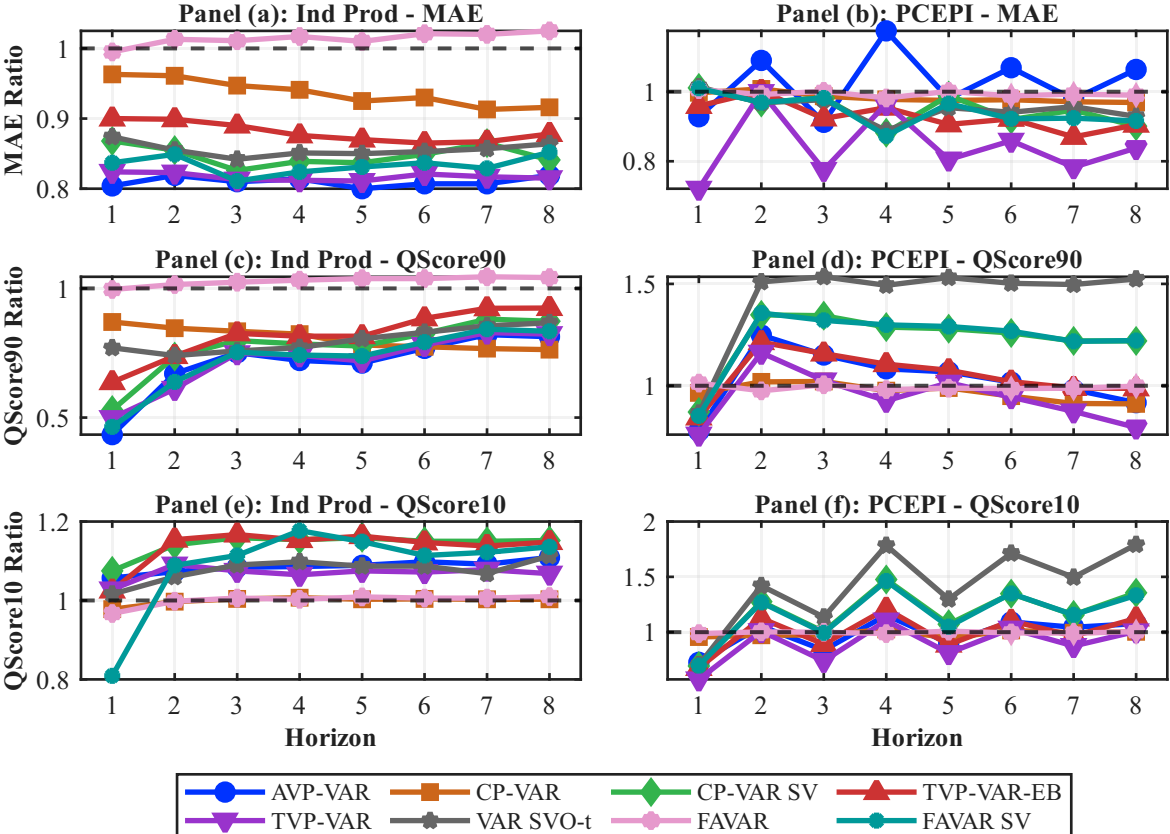 Panel (a): Ind Prod - MAE
Panel (b): PCEPI - MAE
MAE Ratio
1
0.9
0.8
1 2 3 4 5 6 7 8
1
0.8
1 2 3 4 5 6 7 8
Panel (c): Ind Prod - QScore90
Panel (d): PCEPI - QScore90
QScore90 Ratio
1
0.5
1 2 3 4 5 6 7 8
1.5
1
1 2 3 4 5 6 7 8
Panel (e): Ind Prod - QScore10
Panel (f): PCEPI - QScore10
QScore10 Ratio
1.2
1
0.8
1 2 3 4 5 6 7 8
Horizon
2
1.5
1
1 2 3 4 5 6 7 8
Horizon
AVP-VAR CP-VAR CP-VAR SV TVP-VAR-EB
TVP-VAR VAR SVO-t FAVAR FAVAR SV